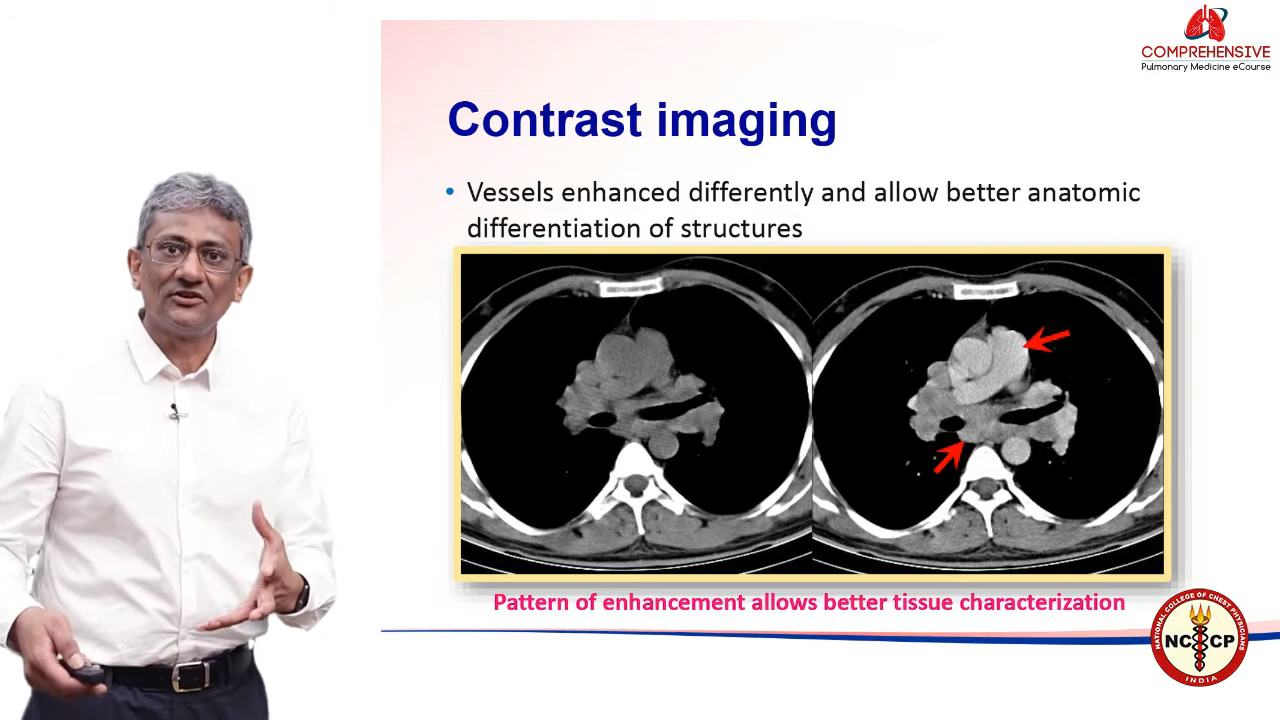 COMPREHENSIVE
Pulmonary Medicine eCourse
Contrast imaging
• Vessels enhanced differently and allow better anatomic
differentiation of structures
Pattern of enhancement allows better tissue characterization
NATIONAL COLLEGE OF CHEST PHYSICIANS
NCCP
INDIA